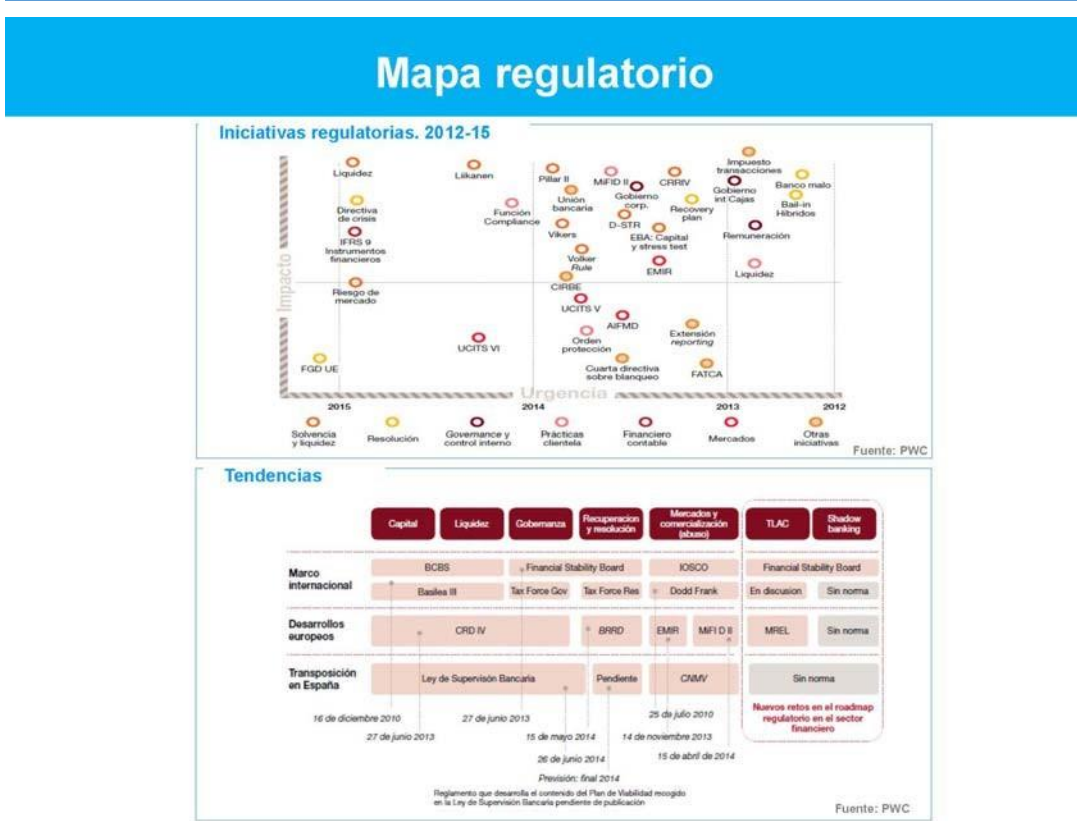 Mapa regulatorio
Iniciativas regulatorias. 2012-15
Impacto
Liquidez
Liikanen
Pillar II
MiFID II
CRRIV
Impuesto
transacciones
Banco malo
Directiva
de crisis
Función
Compliance
Unión
bancaria
Gobierno
corp.
Recovery
plan
Gobierno
int Cajas
Bail-in
Híbridos
IFRS 9
Instrumentos
financieros
Vikers
D-STR
EBA: Capital
y stress test
Remuneración
Volker
Rule
EMIR
Liquidez
Riesgo de
mercado
CIRBE
UCITS V
AIFMD
UCITS VI
Orden
protección
Extensión
reporting
FGD UE
Cuarta directiva
sobre blanqueo
FATCA
Urgencia
2015
2014
2013
2012
Solvencia
y liquidez
Resolución
Governance y
control interno
Prácticas
clientela
Financiero
contable
Mercados
Otras
iniciativas
Fuente: PWC
Tendencias
Capital
Liquidez
Gobernanza
Recuperacion
y resolución
Mercados y
comercialización
(abuso)
TLAC
Shadow
banking
Marco
internacional
BCBS
Financial Stability Board
IOSCO
Financial Stability Board
Basilea III
Tax Force Gov
Tax Force Res
Dodd Frank
En discusion
Sin norma
Desarrollos
europeos
CRD IV
BRRD
EMIR
MiFI D II
MREL
Sin norma
Transposición
en España
Ley de Supervisón Bancaria
Pendiente
CNMV
Sin norma
Nuevos retos en el roadmap
regulatorio en el sector
financiero
16 de diciembre 2010
27 de junio 2013
25 de julio 2010
27 de junio 2013
15 de mayo 2014
14 de noviembre 2013
26 de junio 2014
15 de abril de 2014
Previsión: final 2014
Reglamento que desarrolla el contenido del Plan de Viabilidad recogido
en la Ley de Supervisión Bancaria pendiente de publicación
Fuente: PWC